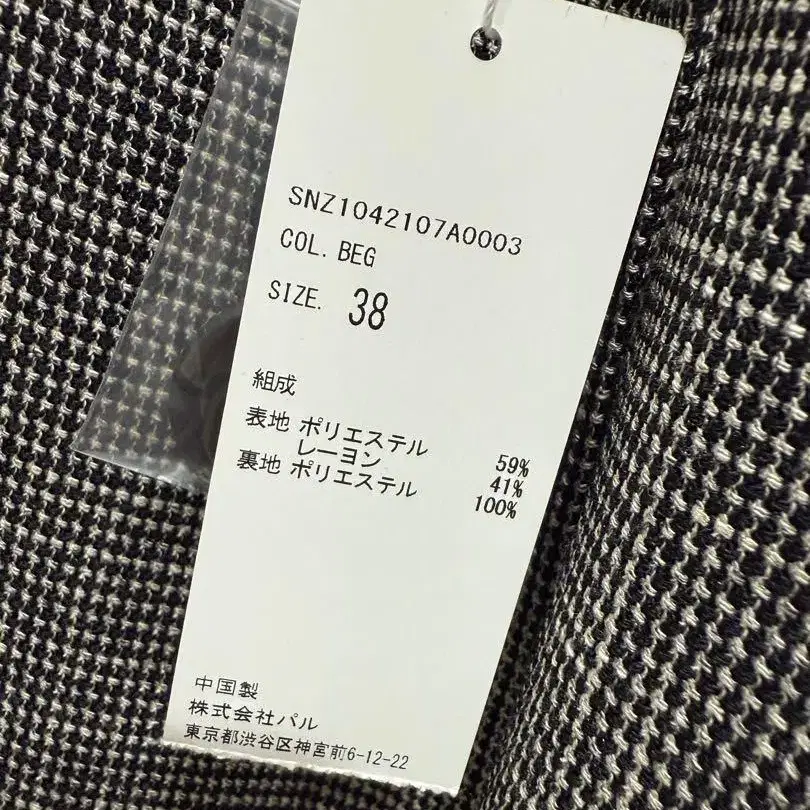 SNZ1042107A0003
COL. BEG
SIZE. 38
組成
表地 ポリエステル 59%
レーヨン 41%
裏地 ポリエステル 100%
中国製
株式会社パル
東京都渋谷区神宮前6-12-22